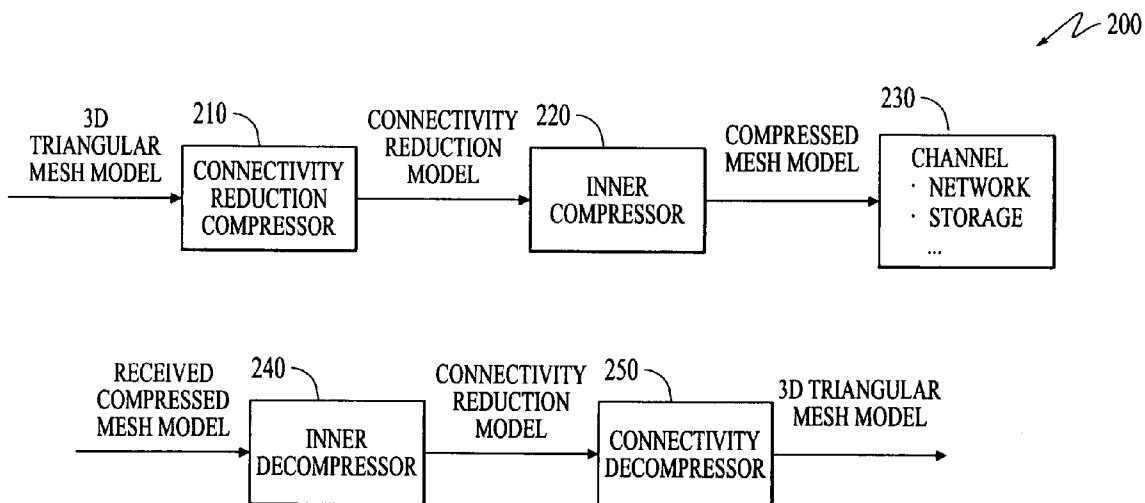 200
3D
TRIANGULAR
MESH MODEL
210
CONNECTIVITY
REDUCTION
COMPRESSOR
CONNECTIVITY
REDUCTION
MODEL
220
INNER
COMPRESSOR
COMPRESSED
MESH MODEL
230
CHANNEL
· NETWORK
· STORAGE
...
RECEIVED
COMPRESSED
MESH MODEL
240
INNER
DECOMPRESSOR
CONNECTIVITY
REDUCTION
MODEL
250
CONNECTIVITY
DECOMPRESSOR
3D TRIANGULAR
MESH MODEL